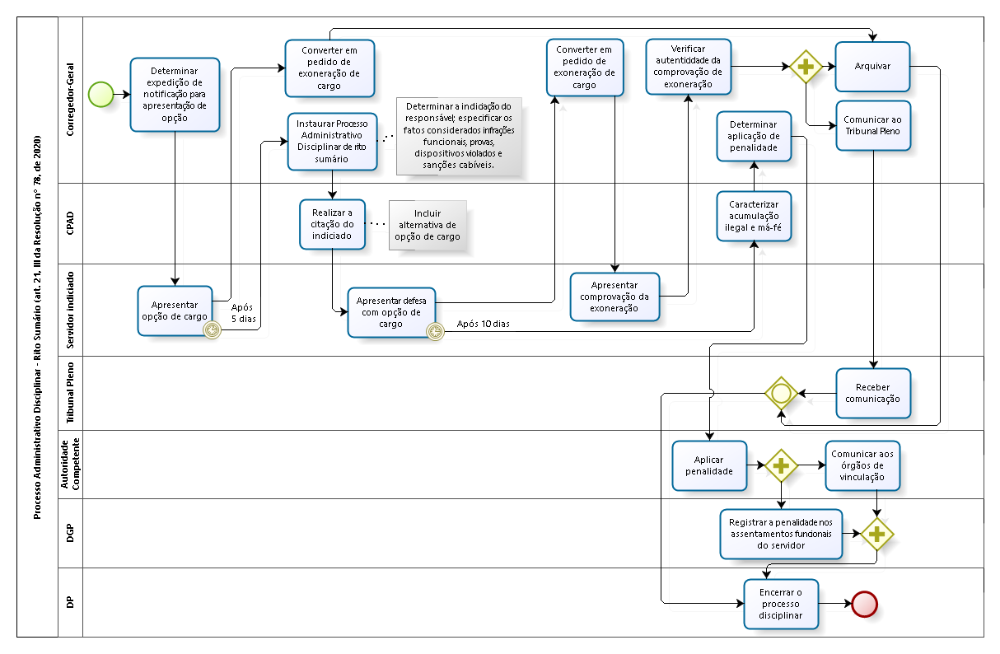 Processo Administrativo Disciplinar - Rito Sumário (art. 21, III da Resolução n° 78, de 2020)
Corregedor-Geral
Determinar
expedição de
notificação para
apresentação de
opção
Converter em
pedido de
exoneração de
cargo
Instaurar Processo
Administrativo
Disciplinar de rito
sumário
Determinar a indiciação do
responsável; especificar os
fatos considerados infrações
funcionais, provas,
dispositivos violados e
sanções cabíveis.
Converter em
pedido de
exoneração de
cargo
Verificar
autenticidade da
comprovação de
exoneração
Arquivar
Determinar
aplicação de
penalidade
Comunicar ao
Tribunal Pleno
CPAD
Realizar a
citação do
indiciado
Incluir
alternativa de
opção de cargo
Caracterizar
acumulação
ilegal e má-fé
Servidor indiciado
Apresentar
opção de cargo
Após
5 dias
Apresentar defesa
com opção de
cargo
Após 10 dias
Apresentar
comprovação da
exoneração
Tribunal Pleno
Receber
comunicação
Autoridade
Competente
Aplicar
penalidade
Comunicar aos
órgãos de
vinculação
DGP
Registrar a penalidade nos
assentamentos funcionais
do servidor
DP
Encerrar o
processo
disciplinar